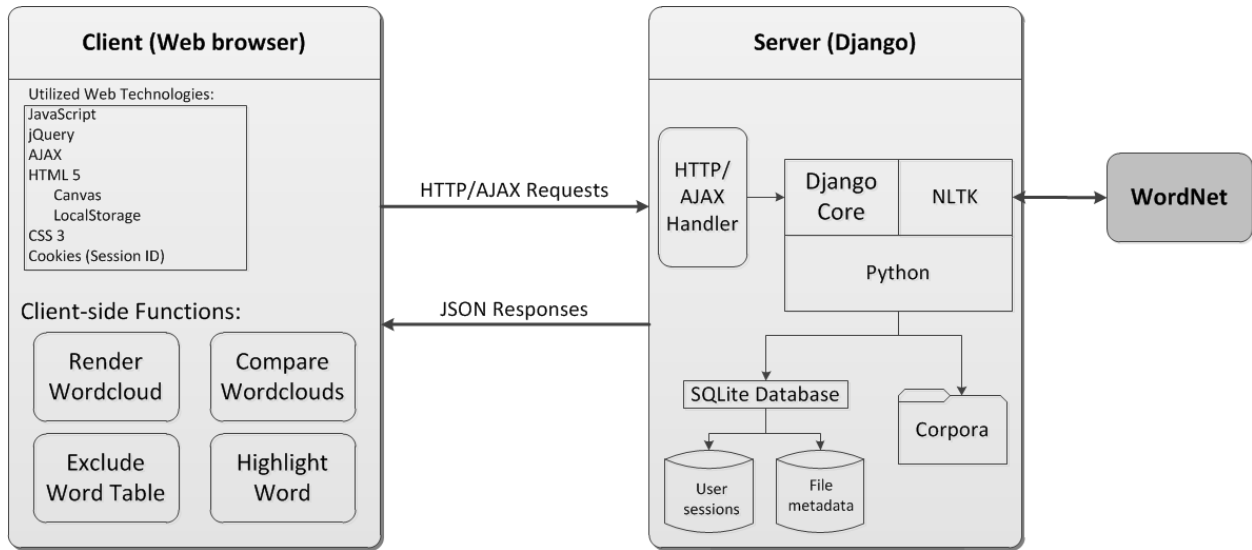 Client (Web browser)
Utilized Web Technologies:
JavaScript
jQuery
AJAX
HTML 5
Canvas
LocalStorage
CSS 3
Cookies (Session ID)
Client-side Functions:
Render
Wordcloud
Compare
Wordclouds
Exclude
Word Table
Highlight
Word
HTTP/AJAX Requests
JSON Responses
Server (Django)
HTTP/
AJAX
Handler
Django
Core
NLTK
Python
SQLite Database
User
sessions
File
metadata
Corpora
WordNet